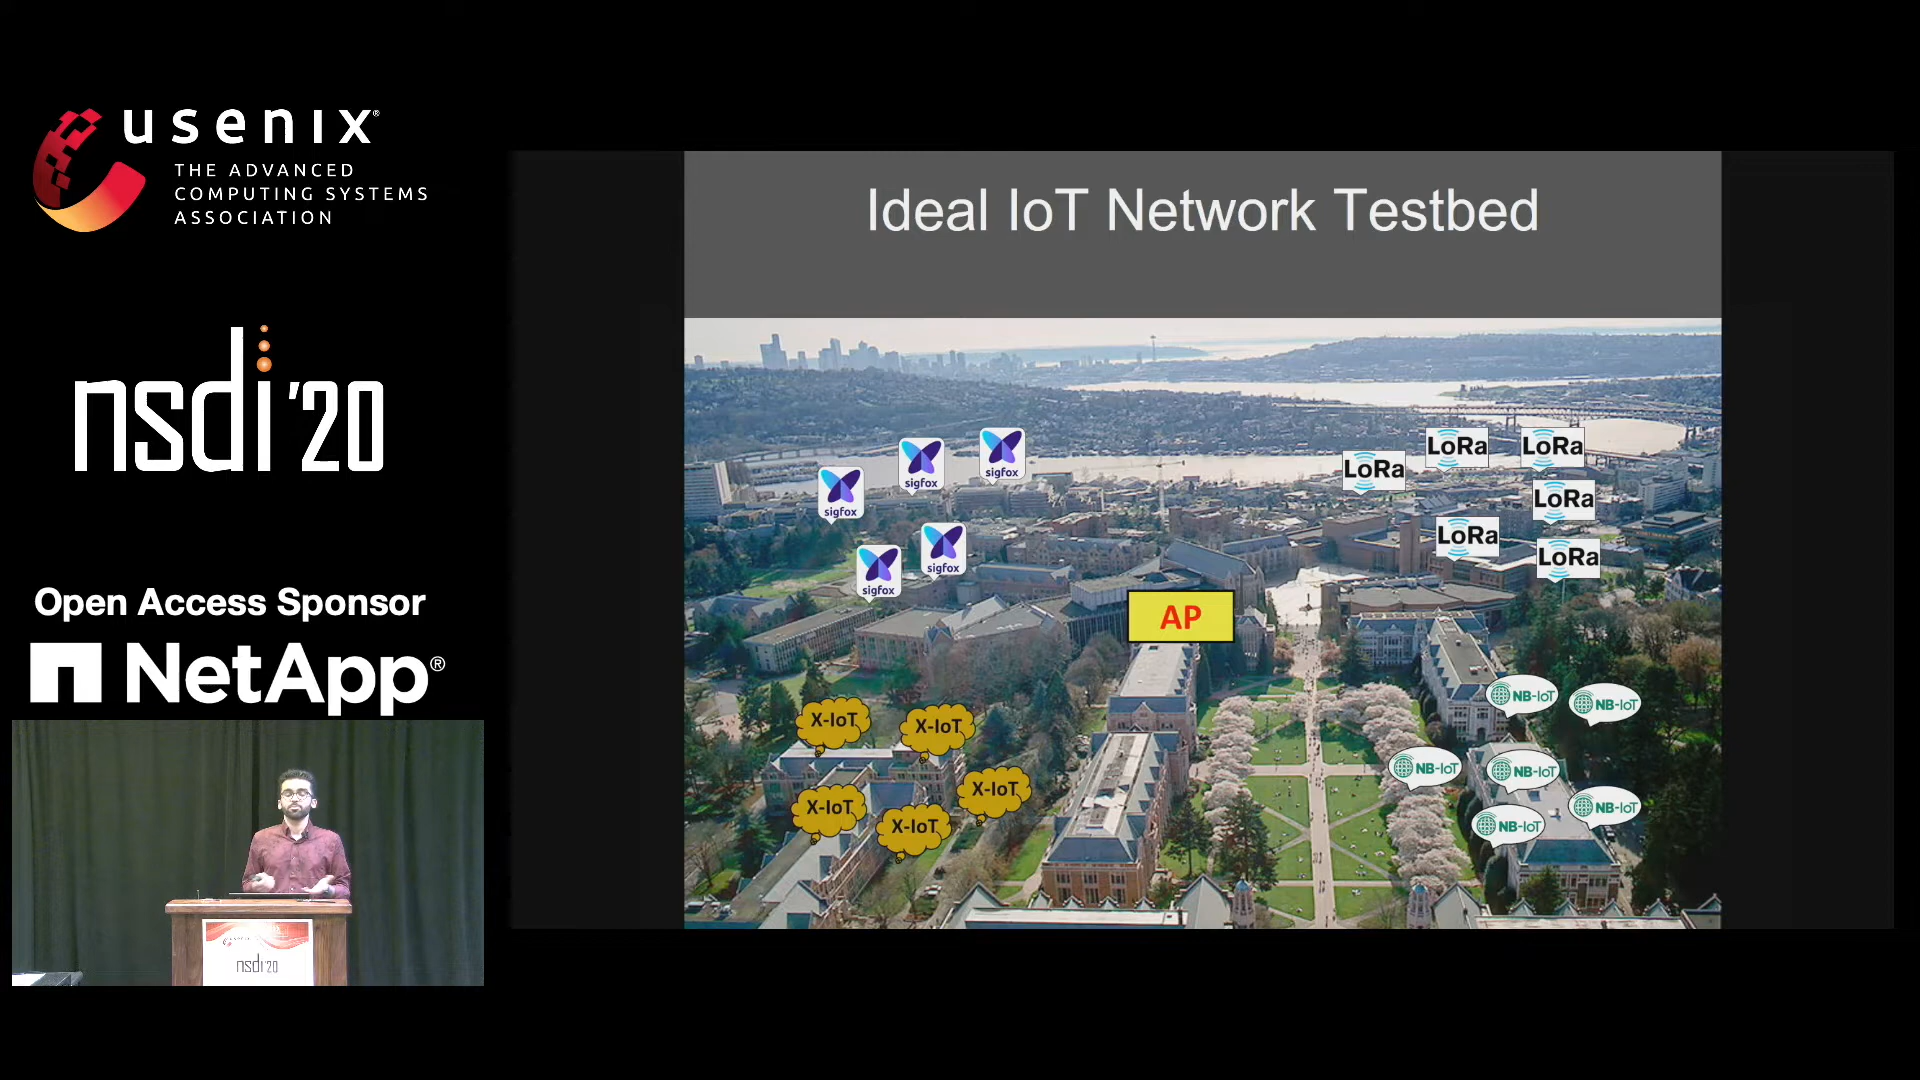 usenix®
THE ADVANCED
COMPUTING SYSTEMS
ASSOCIATION
nsdi '20
Open Access Sponsor
NetApp®
nsdi '20
Ideal IoT Network Testbed
sigfox
sigfox
sigfox
sigfox
sigfox
LoRa
LoRa
LoRa
LoRa
LoRa
LoRa
AP
X-IoT
X-IoT
X-IoT
X-IoT
X-IoT
NB-IoT
NB-IoT
NB-IoT
NB-IoT
NB-IoT
NB-IoT